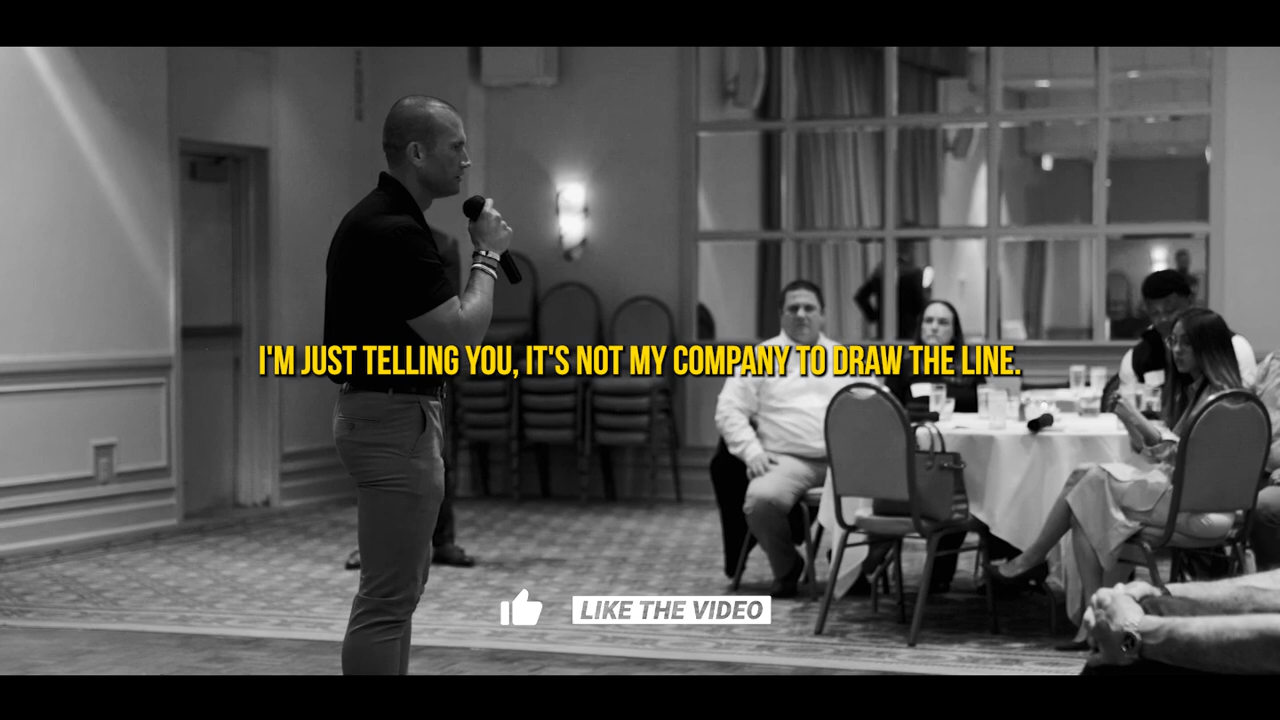 I'M JUST TELLING YOU, IT'S NOT MY COMPANY TO DRAW THE LINE.
LIKE THE VIDEO